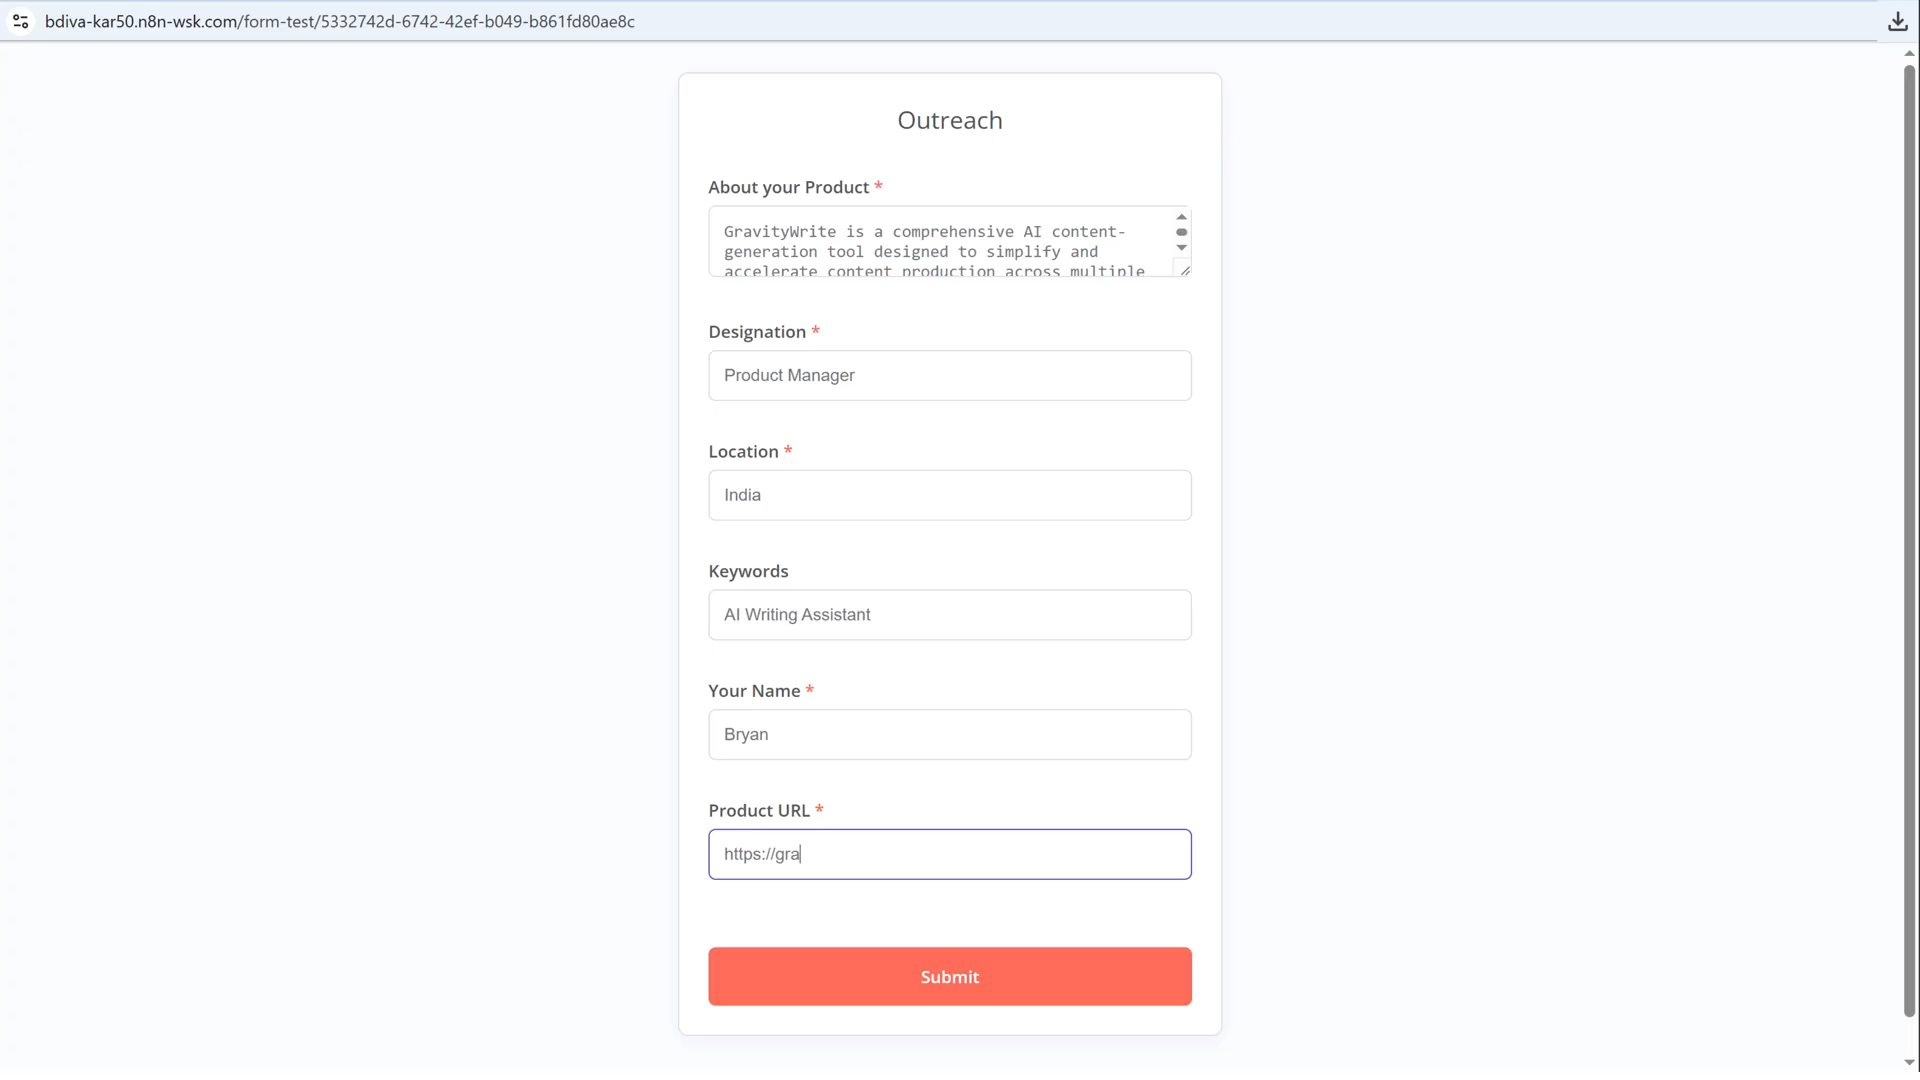 bdiva-kar50.n8n-wsk.com/form-test/5332742d-6742-42ef-b049-b861fd80ae8c
Outreach
About your Product *
GravityWrite is a comprehensive AI content-
generation tool designed to simplify and
accelerate content production across multiple
Designation *
Product Manager
Location *
India
Keywords
AI Writing Assistant
Your Name *
Bryan
Product URL *
https://gra
Submit